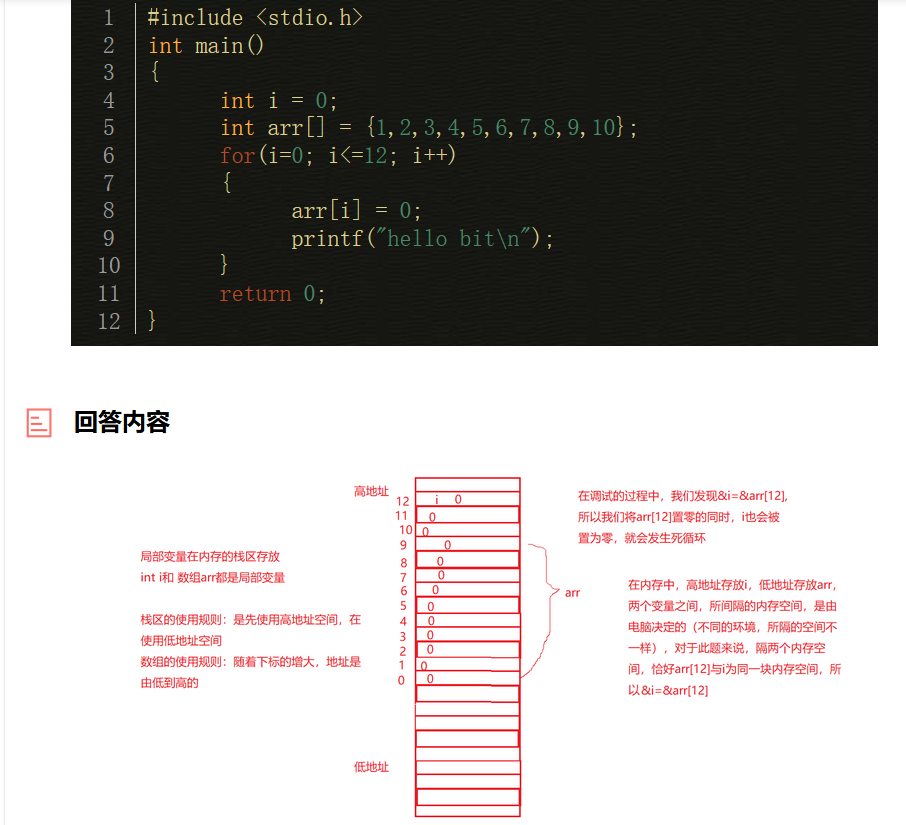 1 #include <stdio.h>
2 int main()
3 {
4 int i = 0;
5 int arr[] = {1,2,3,4,5,6,7,8,9,10};
6 for(i=0; i<=12; i++)
7 {
8 arr[i] = 0;
9 printf("hello bit\n");
10 }
11 return 0;
12 }
回答内容
高地址
12 i 0
11 0
10 0
9 0
8 0
7 0
6 0
5 0
4 0
3 0
2 0
1 0
0 0
低地址
arr
局部变量在内存的栈区存放
int i和 数组arr都是局部变量
栈区的使用规则：是先使用高地址空间，在
使用低地址空间
数组的使用规则：随着下标的增大，地址是
由低到高的
在调试的过程中，我们发现&i=&arr[12],
所以我们将arr[12]置零的同时，i也会被
置为零，就会发生死循环
在内存中，高地址存放i，低地址存放arr，
两个变量之间，所间隔的内存空间，是由
电脑决定的（不同的环境，所隔的空间不
一样），对于此题来说，隔两个内存空
间，恰好arr[12]与i为同一块内存空间，所
以&i=&arr[12]